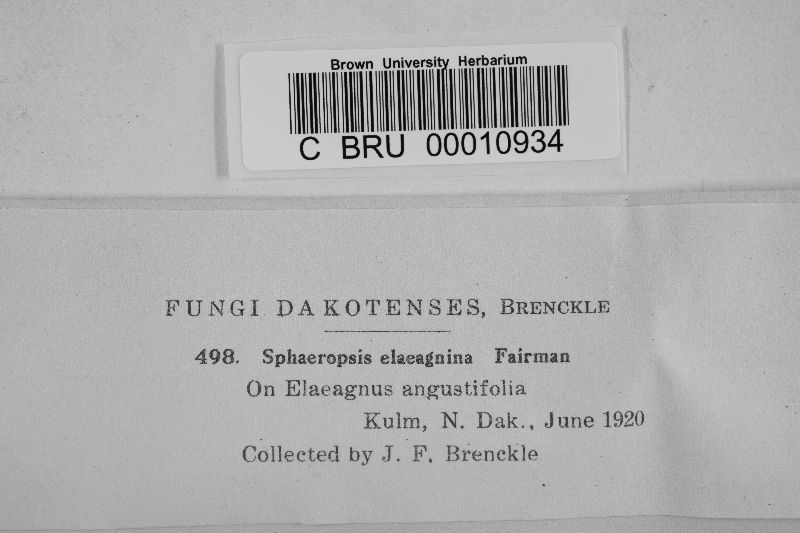 Brown University Herbarium
C BRU 00010934
FUNGI DAKOTENSES, BRENCKLE
498. Sphaeropsis elaeagnina Fairman
On Elaeagnus angustifolia
Kulm, N. Dak., June 1920
Collected by J. F. Brenckle